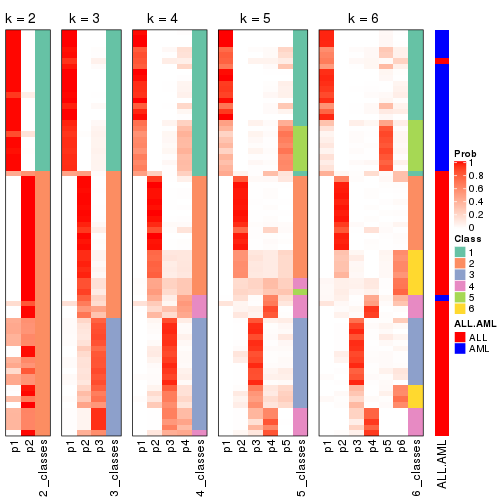 k = 2
k = 3
k = 4
k = 5
k = 6
p1
p2
2_classes
p1
p2
p3
3_classes
p1
p2
p3
p4
4_classes
p1
p2
p3
p4
p5
5_classes
p1
p2
p3
p4
p5
p6
6_classes
ALL.AML
Prob
1
0.8
0.6
0.4
0.2
0
Class
1
2
3
4
5
6
ALL.AML
ALL
AML